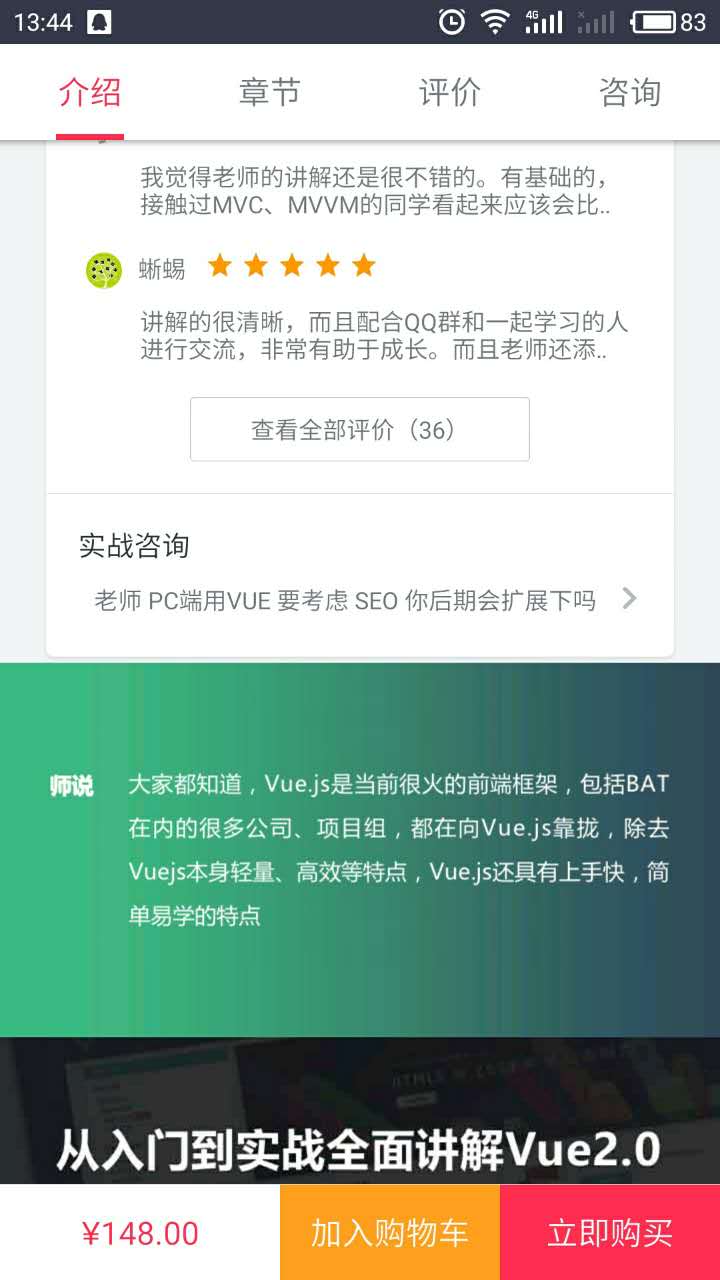 13:44
4G
83
介绍
章节
评价
咨询
我觉得老师的讲解还是很不错的。有基础的，
接触过MVC、MVVM的同学看起来应该会比..
蜥蜴
讲解的很清晰，而且配合QQ群和一起学习的人
进行交流，非常有助于成长。而且老师还添..
查看全部评价（36）
实战咨询
老师 PC端用VUE 要考虑 SEO 你后期会扩展下吗
师说
大家都知道，Vue.js是当前很火的前端框架，包括BAT
在内的很多公司、项目组，都在向Vue.js靠拢，除去
Vuejs本身轻量、高效等特点，Vue.js还具有上手快，简
单易学的特点
从入门到实战全面讲解Vue2.0
¥148.00
加入购物车
立即购买